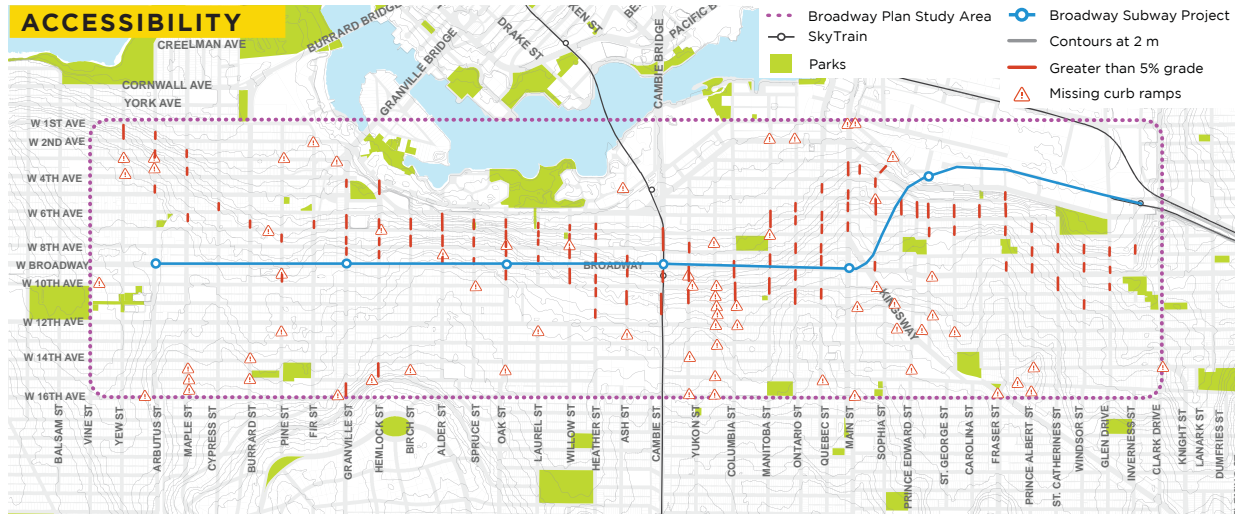 ACCESSIBILITY
Broadway Plan Study Area
Broadway Subway Project
SkyTrain
Contours at 2 m
Parks
Greater than 5% grade
Missing curb ramps
CREELMAN AVE
BURRARD BRIDGE
GRANVILLE BRIDGE
DRAKE ST
KEN ST
BE
CAMBIE BRIDGE
PACIFIC B
CORNWALL AVE
YORK AVE
W 1ST AVE
W 2ND AVE
W 4TH AVE
W 6TH AVE
W 8TH AVE
W BROADWAY
BROADWAY
W 10TH AVE
KINGSWAY
W 12TH AVE
W 14TH AVE
W 16TH AVE
BALSAM ST
VINE ST
YEW ST
ARBUTUS ST
MAPLE ST
CYPRESS ST
BURRARD ST
PINE ST
FIR ST
GRANVILLE ST
HEMLOCK ST
BIRCH ST
ALDER ST
SPRUCE ST
OAK ST
LAUREL ST
WILLOW ST
HEATHER ST
ASH ST
CAMBIE ST
YUKON ST
COLUMBIA ST
MANITOBA ST
ONTARIO ST
QUEBEC ST
MAIN ST
SOPHIA ST
PRINCE EDWARD ST
ST. GEORGE ST
CAROLINA ST
FRASER ST
PRINCE ALBERT ST
ST. CATHERINES ST
WINDSOR ST
GLEN DRIVE
INVERNESS ST
CLARK DRIVE
KNIGHT ST
LANARK ST
DUMFRIES ST